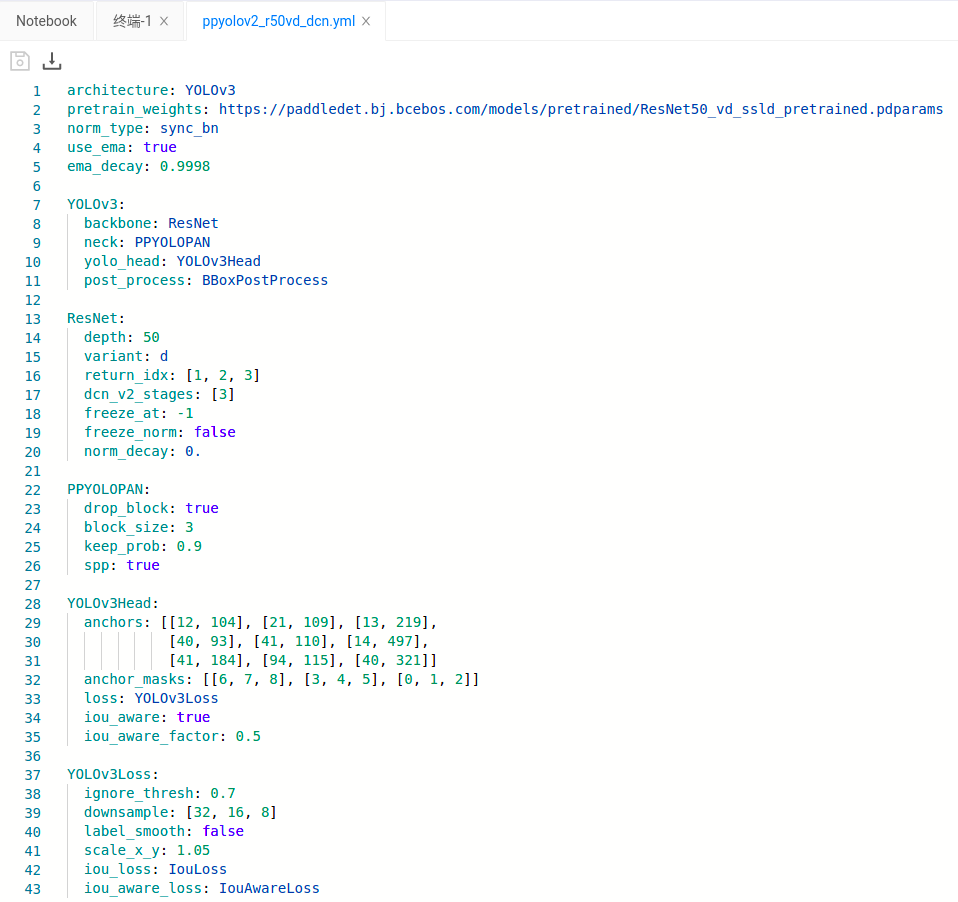 Notebook 终端-1 × ppyolov2_r50vd_dcn.yml ×
1 architecture: YOLOv3
2 pretrain_weights: https://paddledet.bj.bcebos.com/models/pretrained/ResNet50_vd_ssld_pretrained.pdparams
3 norm_type: sync_bn
4 use_ema: true
5 ema_decay: 0.9998
6
7 YOLOv3:
8   backbone: ResNet
9   neck: PPYOLOPAN
10   yolo_head: YOLOv3Head
11   post_process: BBoxPostProcess
12
13 ResNet:
14   depth: 50
15   variant: d
16   return_idx: [1, 2, 3]
17   dcn_v2_stages: [3]
18   freeze_at: -1
19   freeze_norm: false
20   norm_decay: 0.
21
22 PPYOLOPAN:
23   drop_block: true
24   block_size: 3
25   keep_prob: 0.9
26   spp: true
27
28 YOLOv3Head:
29   anchors: [[12, 104], [21, 109], [13, 219],
30             [40, 93], [41, 110], [14, 497],
31             [41, 184], [94, 115], [40, 321]]
32   anchor_masks: [[6, 7, 8], [3, 4, 5], [0, 1, 2]]
33   loss: YOLOv3Loss
34   iou_aware: true
35   iou_aware_factor: 0.5
36
37 YOLOv3Loss:
38   ignore_thresh: 0.7
39   downsample: [32, 16, 8]
40   label_smooth: false
41   scale_x_y: 1.05
42   iou_loss: IouLoss
43   iou_aware_loss: IouAwareLoss